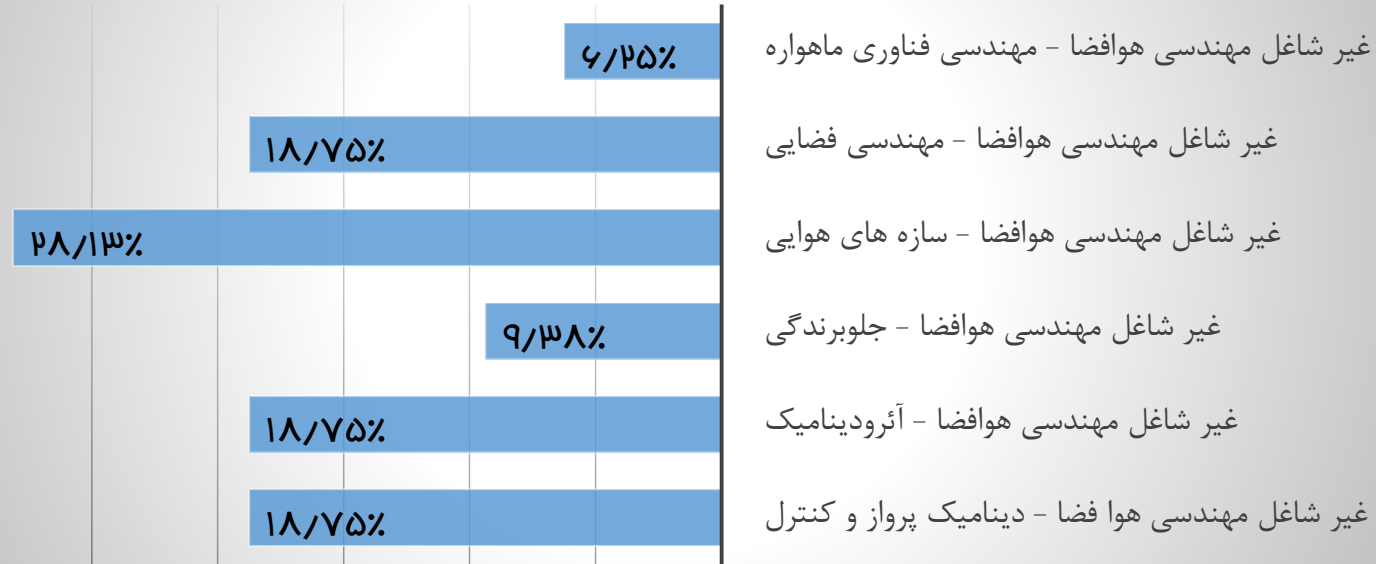 غیر شاغل مهندسی هوافضا - مهندسی فناوری ماهواره
۶/۲۵٪
غیر شاغل مهندسی هوافضا - مهندسی فضایی
۱۸/۷۵٪
غیر شاغل مهندسی هوافضا - سازه های هوایی
۲۸/۱۳٪
غیر شاغل مهندسی هوافضا - جلوبرندگی
۹/۳۸٪
غیر شاغل مهندسی هوافضا - آئرودینامیک
۱۸/۷۵٪
غیر شاغل مهندسی هوا فضا - دینامیک پرواز و کنترل
۱۸/۷۵٪